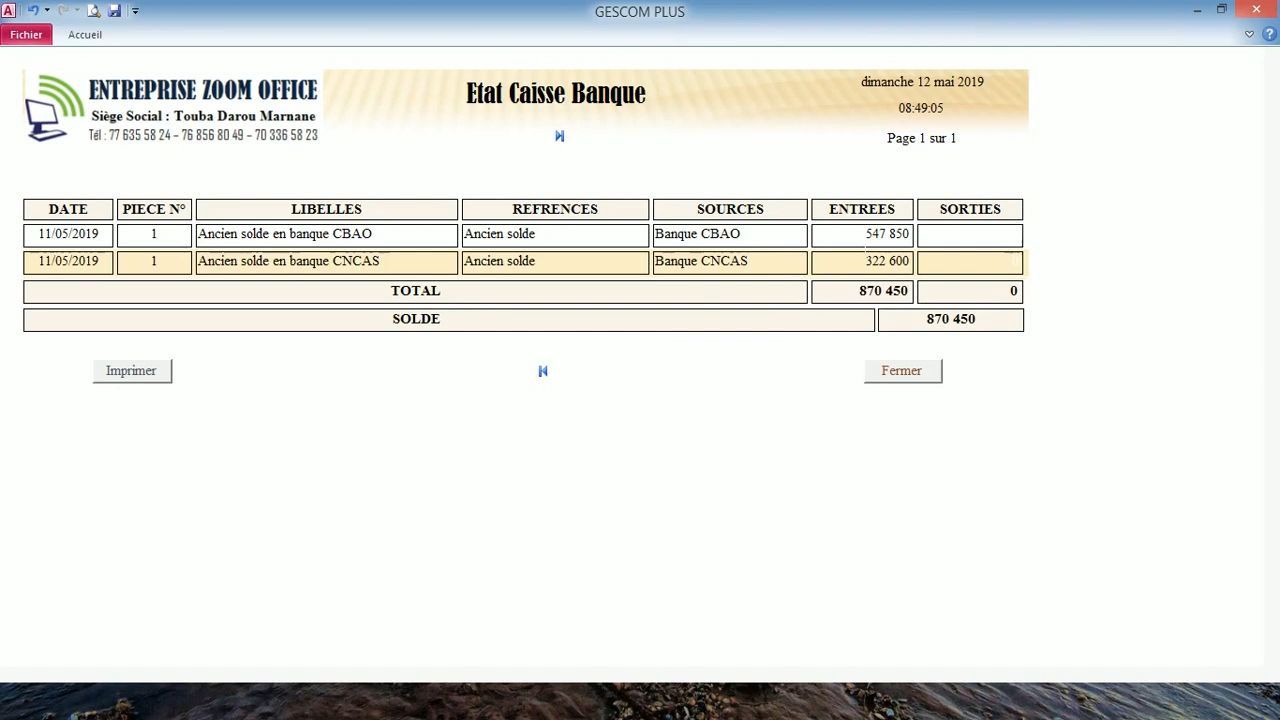 GESCOM PLUS
Fichier Accueil
ENTREPRISE ZOOM OFFICE
Siège Social : Touba Darou Marnane
Tél : 77 635 58 24 – 76 856 80 49 – 70 336 58 23
Etat Caisse Banque
dimanche 12 mai 2019
08:49:05
Page 1 sur 1
DATE PIECE N° LIBELLES REFRENCES SOURCES ENTREES SORTIES
11/05/2019 1 Ancien solde en banque CBAO Ancien solde Banque CBAO 547 850
11/05/2019 1 Ancien solde en banque CNCAS Ancien solde Banque CNCAS 322 600
TOTAL 870 450 0
SOLDE 870 450
Imprimer Fermer